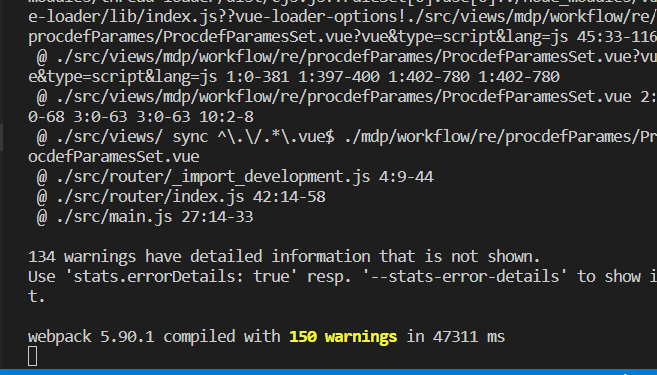 e-loader/lib/index.js??vue-loader-options!./src/views/mdp/workflow/re/
procdefParames/ProcdefParamesSet.vue?vue&type=script&lang=js 45:33-116
@ ./src/views/mdp/workflow/re/procdefParames/ProcdefParamesSet.vue?vu
e&type=script&lang=js 1:0-381 1:397-400 1:402-780 1:402-780
@ ./src/views/mdp/workflow/re/procdefParames/ProcdefParamesSet.vue 2:
0-68 3:0-63 3:0-63 10:2-8
@ ./src/views/ sync ^\.\/.*\.vue$ ./mdp/workflow/re/procdefParames/Pr
ocdefParamesSet.vue
@ ./src/router/_import_development.js 4:9-44
@ ./src/router/index.js 42:14-58
@ ./src/main.js 27:14-33
134 warnings have detailed information that is not shown.
Use 'stats.errorDetails: true' resp. '--stats-error-details' to show i
t.
webpack 5.90.1 compiled with 150 warnings in 47311 ms